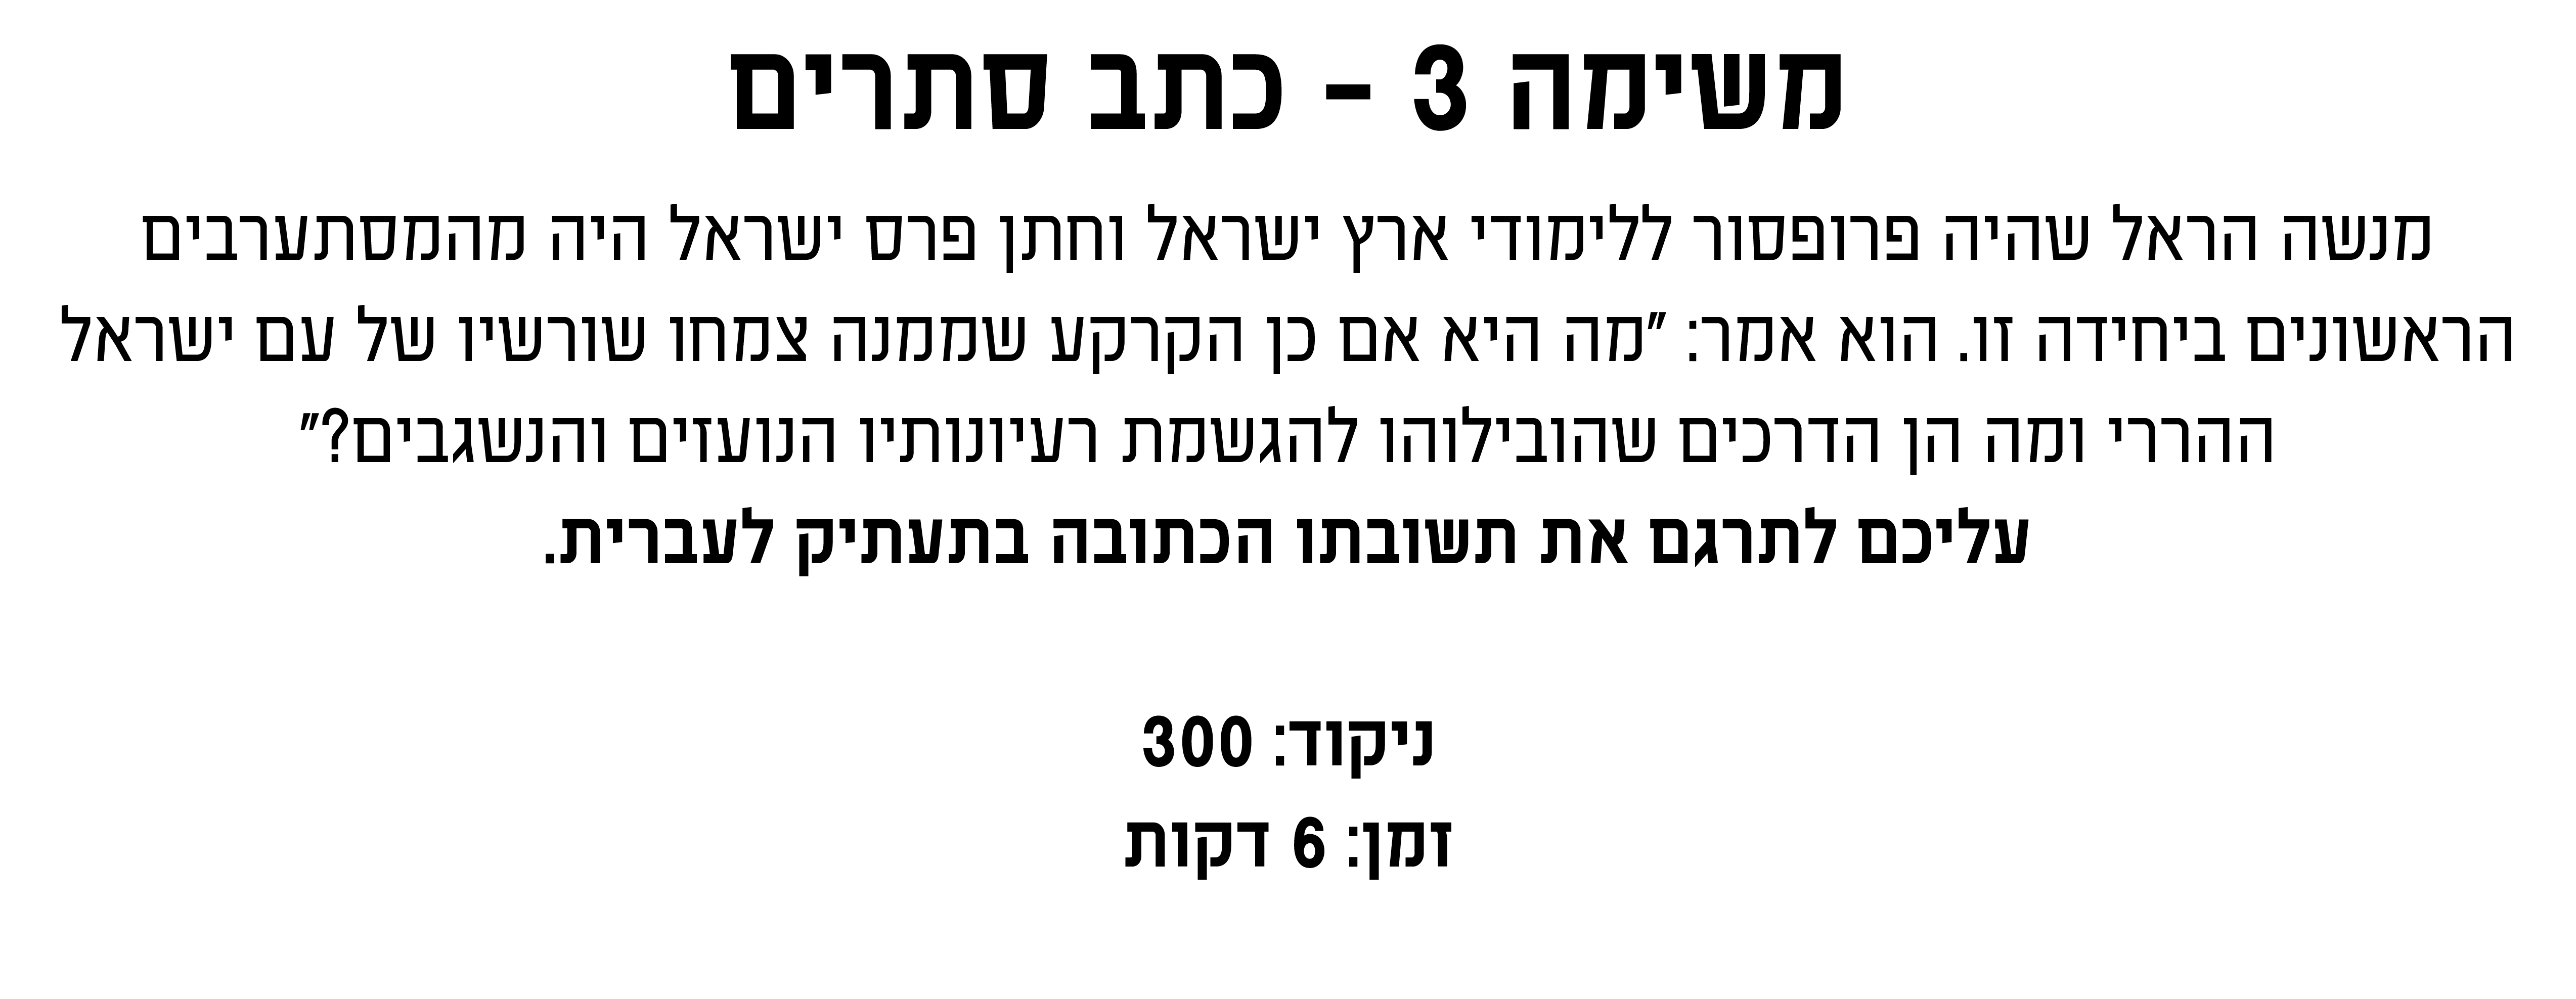 משימה 3 - כתב סתרים
מנשה הראל שהיה פרופסור ללימודי ארץ ישראל וחתן פרס ישראל היה מהמסתערבים
הראשונים ביחידה זו. הוא אמר: "מה היא אם כן הקרקע שממנה צמחו שורשיו של עם ישראל
ההררי ומה הן הדרכים שהובילוהו להגשמת רעיונותיו הנועזים והנשגבים?"
עליכם לתרגם את תשובתו הכתובה בתעתיק לעברית.
ניקוד: 300
זמן: 6 דקות